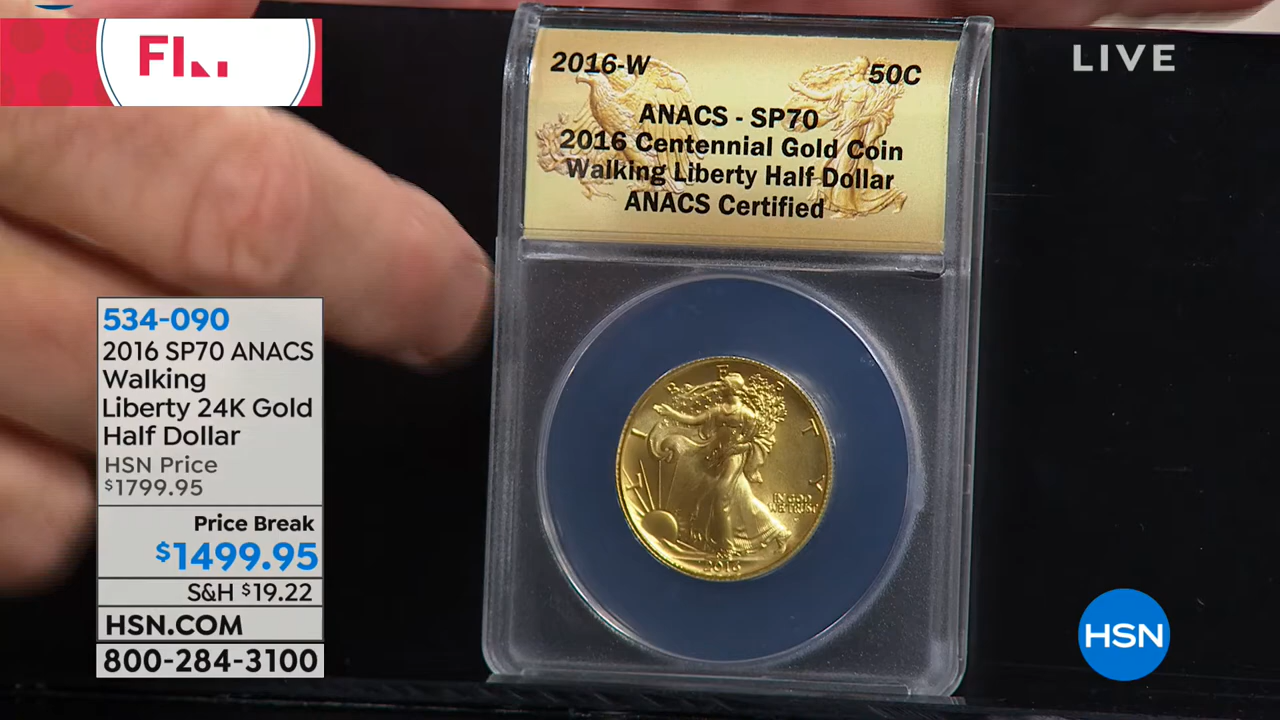 LIVE
2016-W 50C
ANACS - SP70
2016 Centennial Gold Coin
Walking Liberty Half Dollar
ANACS Certified
534-090
2016 SP70 ANACS
Walking
Liberty 24K Gold
Half Dollar
HSN Price
$1799.95
Price Break
$1499.95
S&H $19.22
HSN.COM
800-284-3100
LIBERTY
IN GOD
WE TRUST
2016
HSN